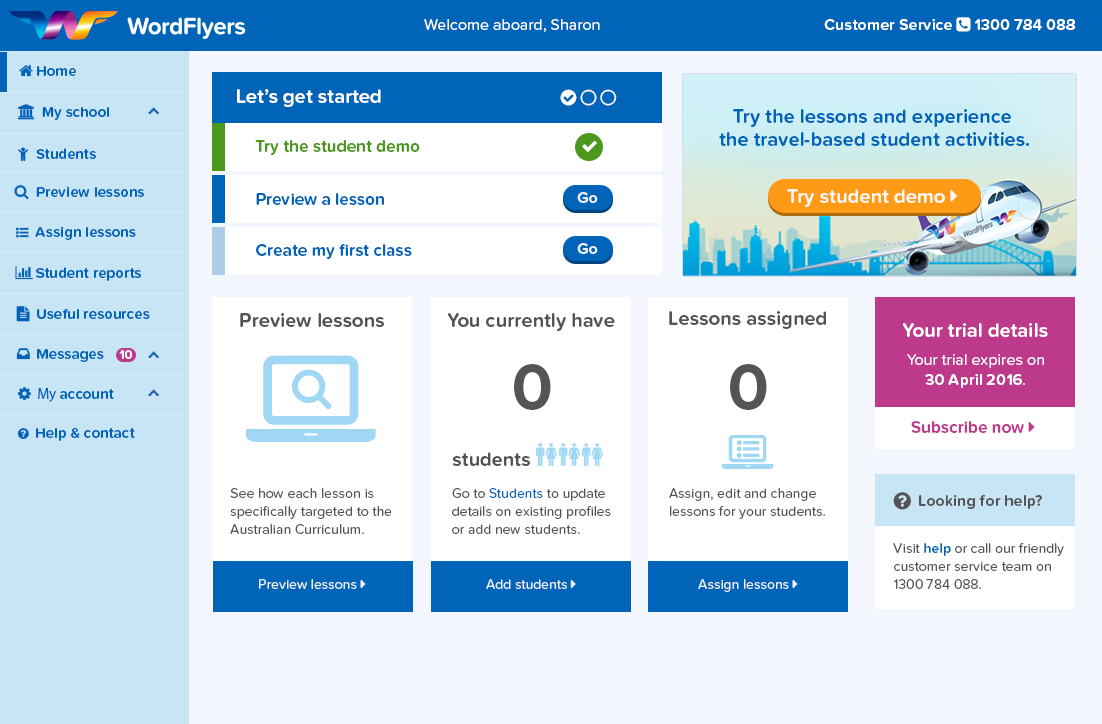 WordFlyers
Welcome aboard, Sharon
Customer Service 1300 784 088
Home
My school
Students
Preview lessons
Assign lessons
Student reports
Useful resources
Messages 10
My account
Help & contact
Let's get started
Try the student demo
Preview a lesson Go
Create my first class Go
Try the lessons and experience
the travel-based student activities.
Try student demo
WordFlyers
Preview lessons
See how each lesson is
specifically targeted to the
Australian Curriculum.
Preview lessons
You currently have
0
students
Go to Students to update
details on existing profiles
or add new students.
Add students
Lessons assigned
0
Assign, edit and change
lessons for your students.
Assign lessons
Your trial details
Your trial expires on
30 April 2016.
Subscribe now
Looking for help?
Visit help or call our friendly
customer service team on
1300 784 088.